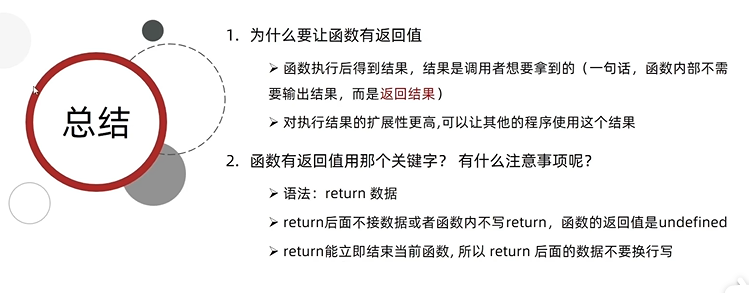 总结
1. 为什么要让函数有返回值
➢ 函数执行后得到结果，结果是调用者想要拿到的（一句话，函数内部不需
要输出结果，而是返回结果）
➢ 对执行结果的扩展性更高,可以让其他的程序使用这个结果
2. 函数有返回值用那个关键字？ 有什么注意事项呢？
➢ 语法：return 数据
➢ return后面不接数据或者函数内不写return，函数的返回值是undefined
➢ return能立即结束当前函数, 所以 return 后面的数据不要换行写